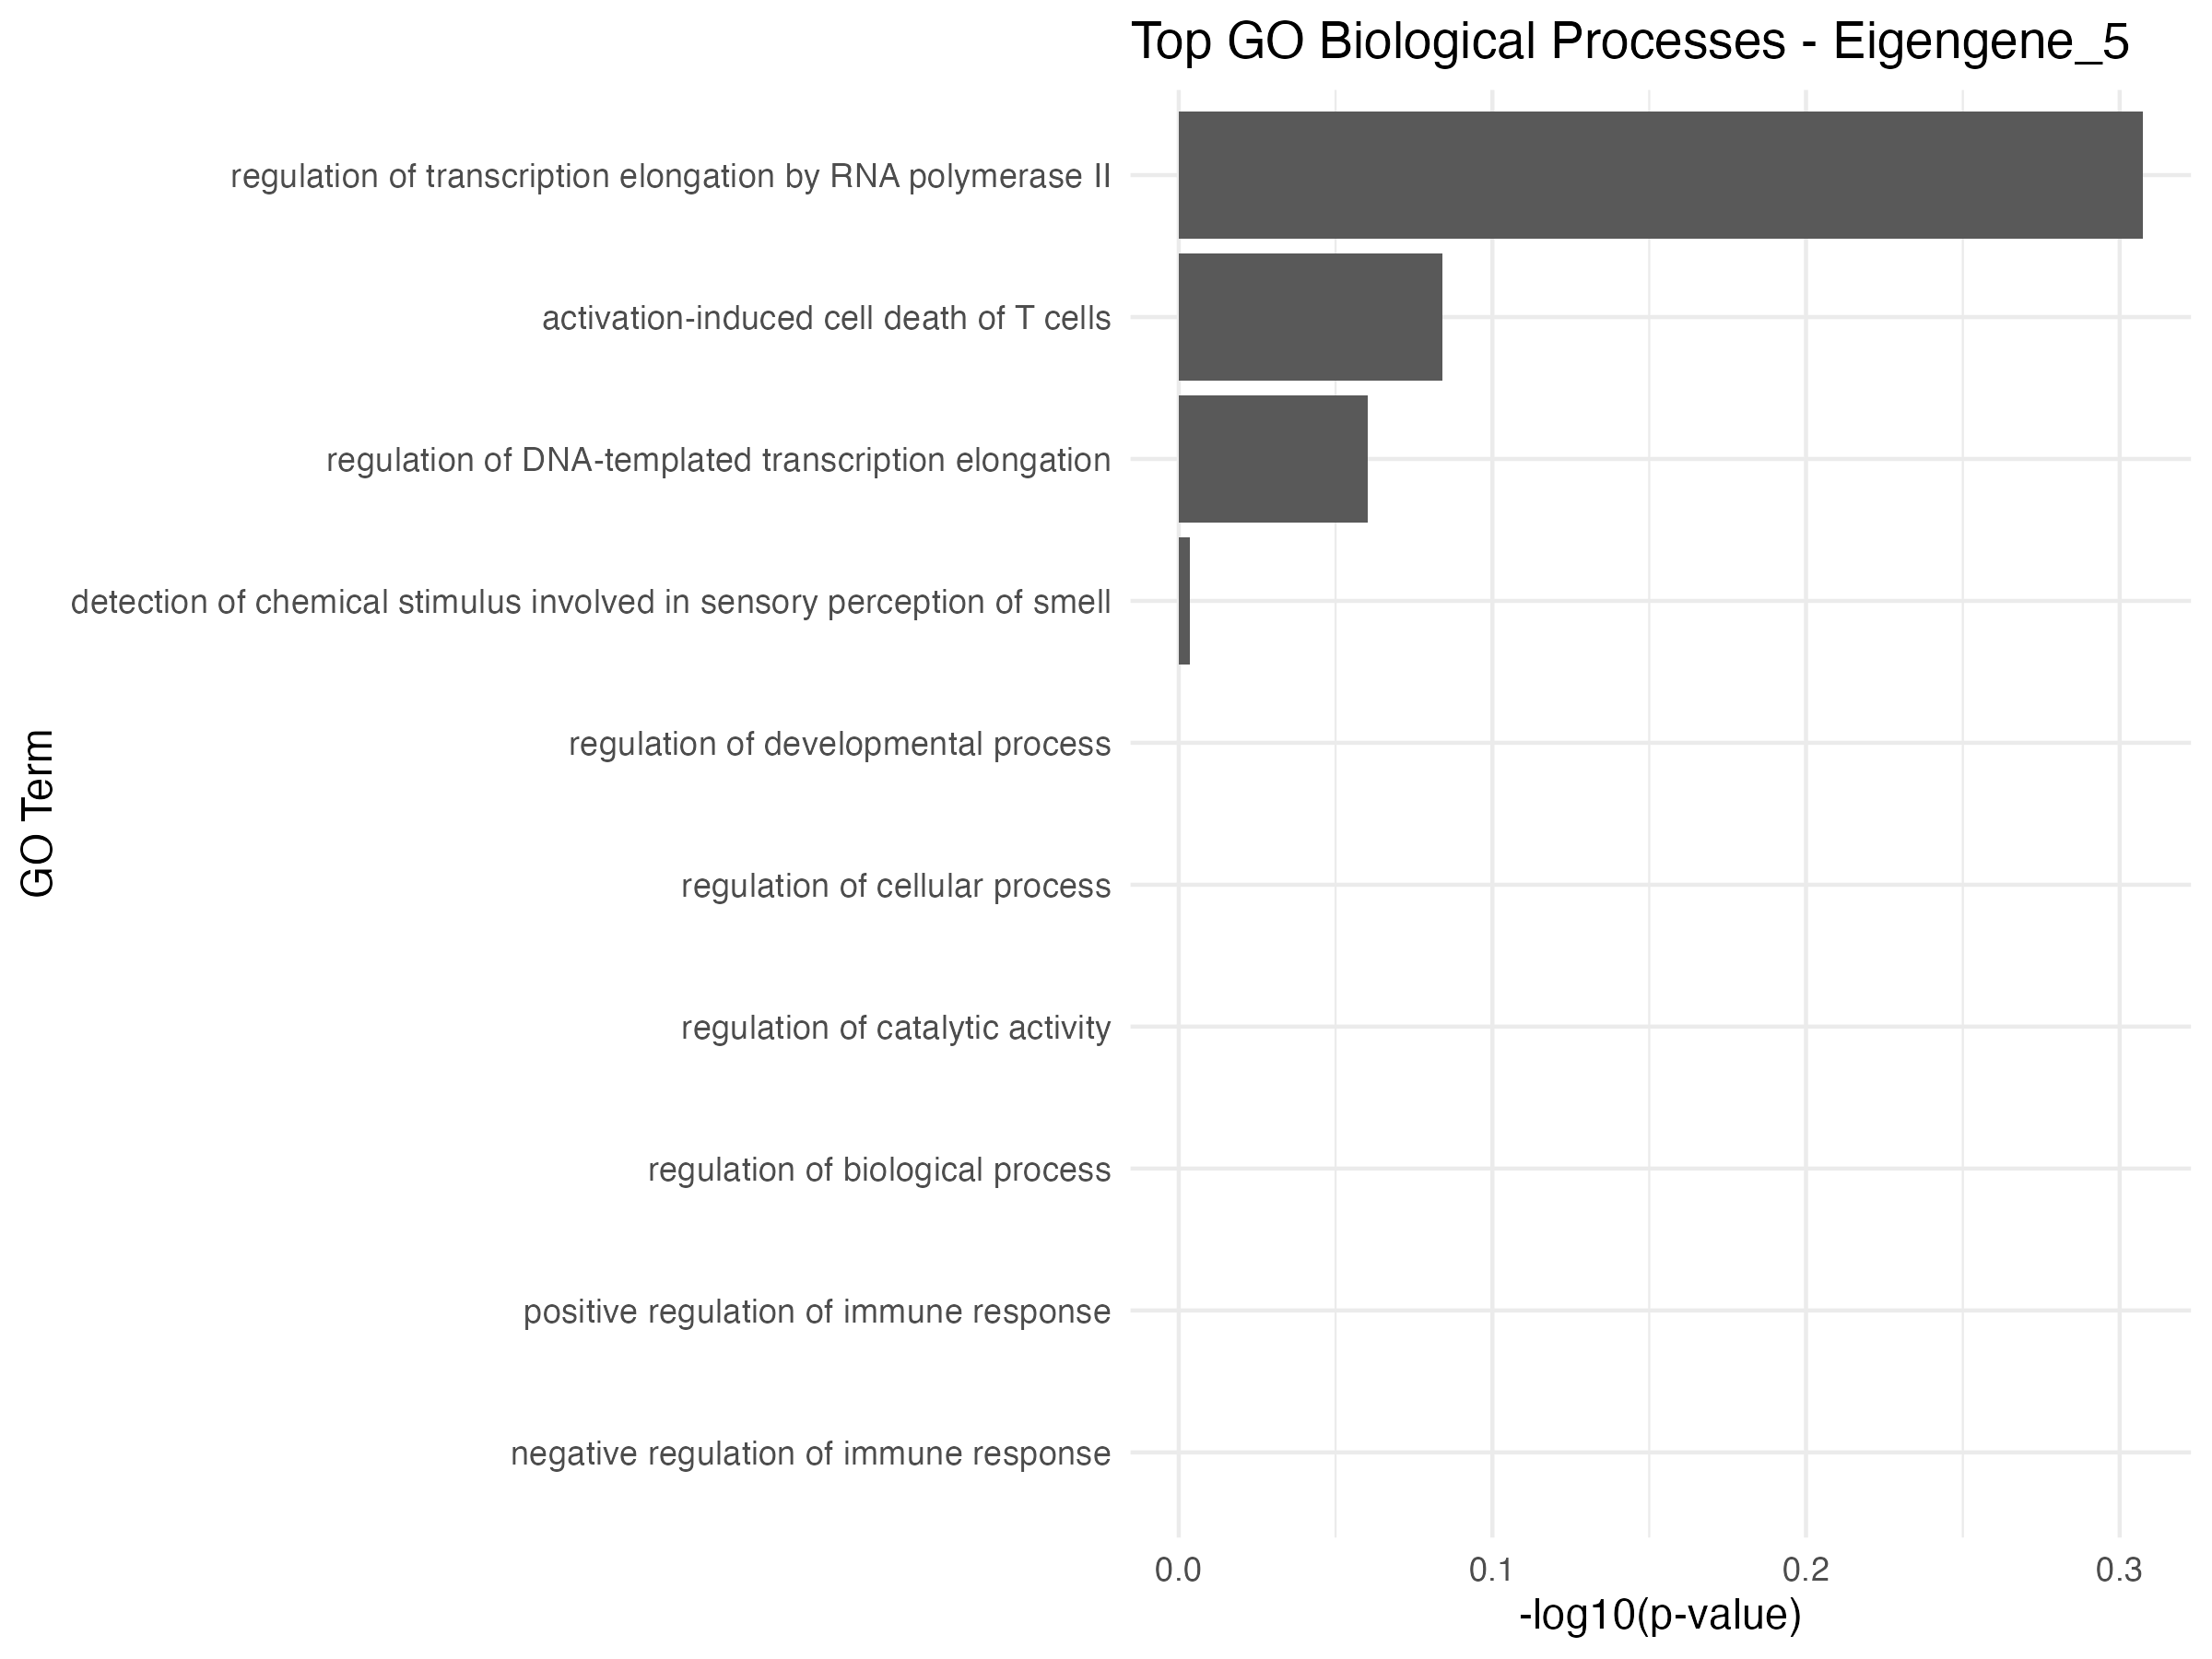 Top GO Biological Processes - Eigengene_5
regulation of transcription elongation by RNA polymerase II
activation-induced cell death of T cells
regulation of DNA-templated transcription elongation
detection of chemical stimulus involved in sensory perception of smell
regulation of developmental process
regulation of cellular process
regulation of catalytic activity
regulation of biological process
positive regulation of immune response
negative regulation of immune response
GO Term
0.0 0.1 0.2 0.3
-log10(p-value)